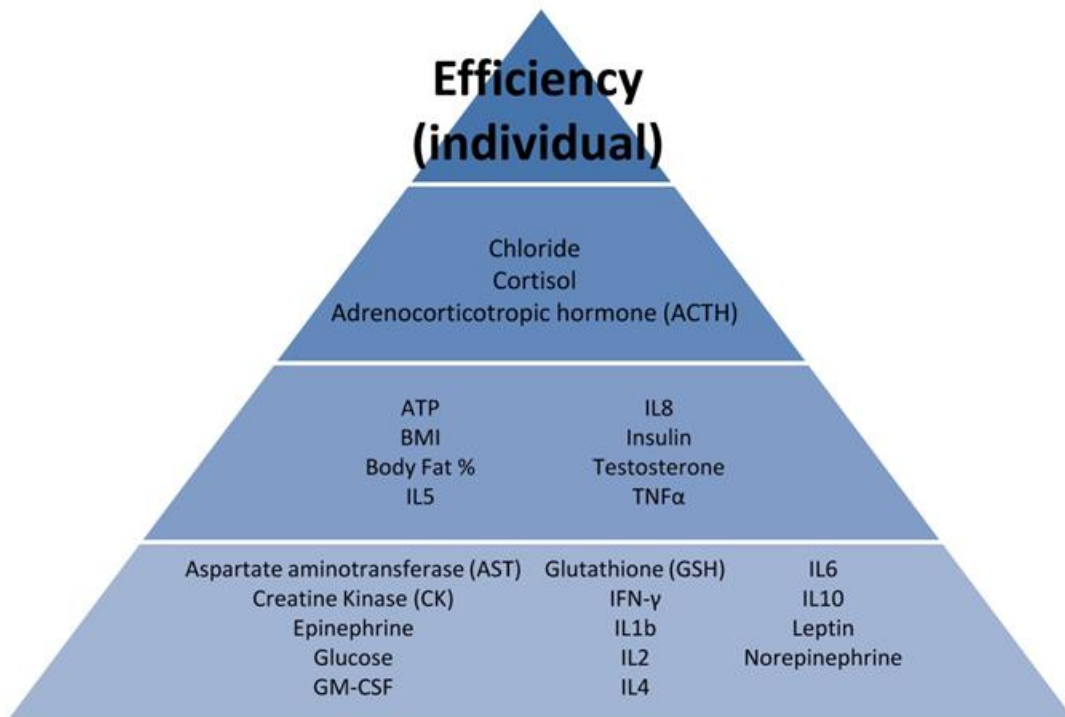 Efficiency
(individual)
Chloride
Cortisol
Adrenocorticotropic hormone (ACTH)
ATP
BMI
Body Fat %
IL5
IL8
Insulin
Testosterone
TNFα
Aspartate aminotransferase (AST)
Creatine Kinase (CK)
Epinephrine
Glucose
GM-CSF
Glutathione (GSH)
IFN-γ
IL1b
IL2
IL4
IL6
IL10
Leptin
Norepinephrine